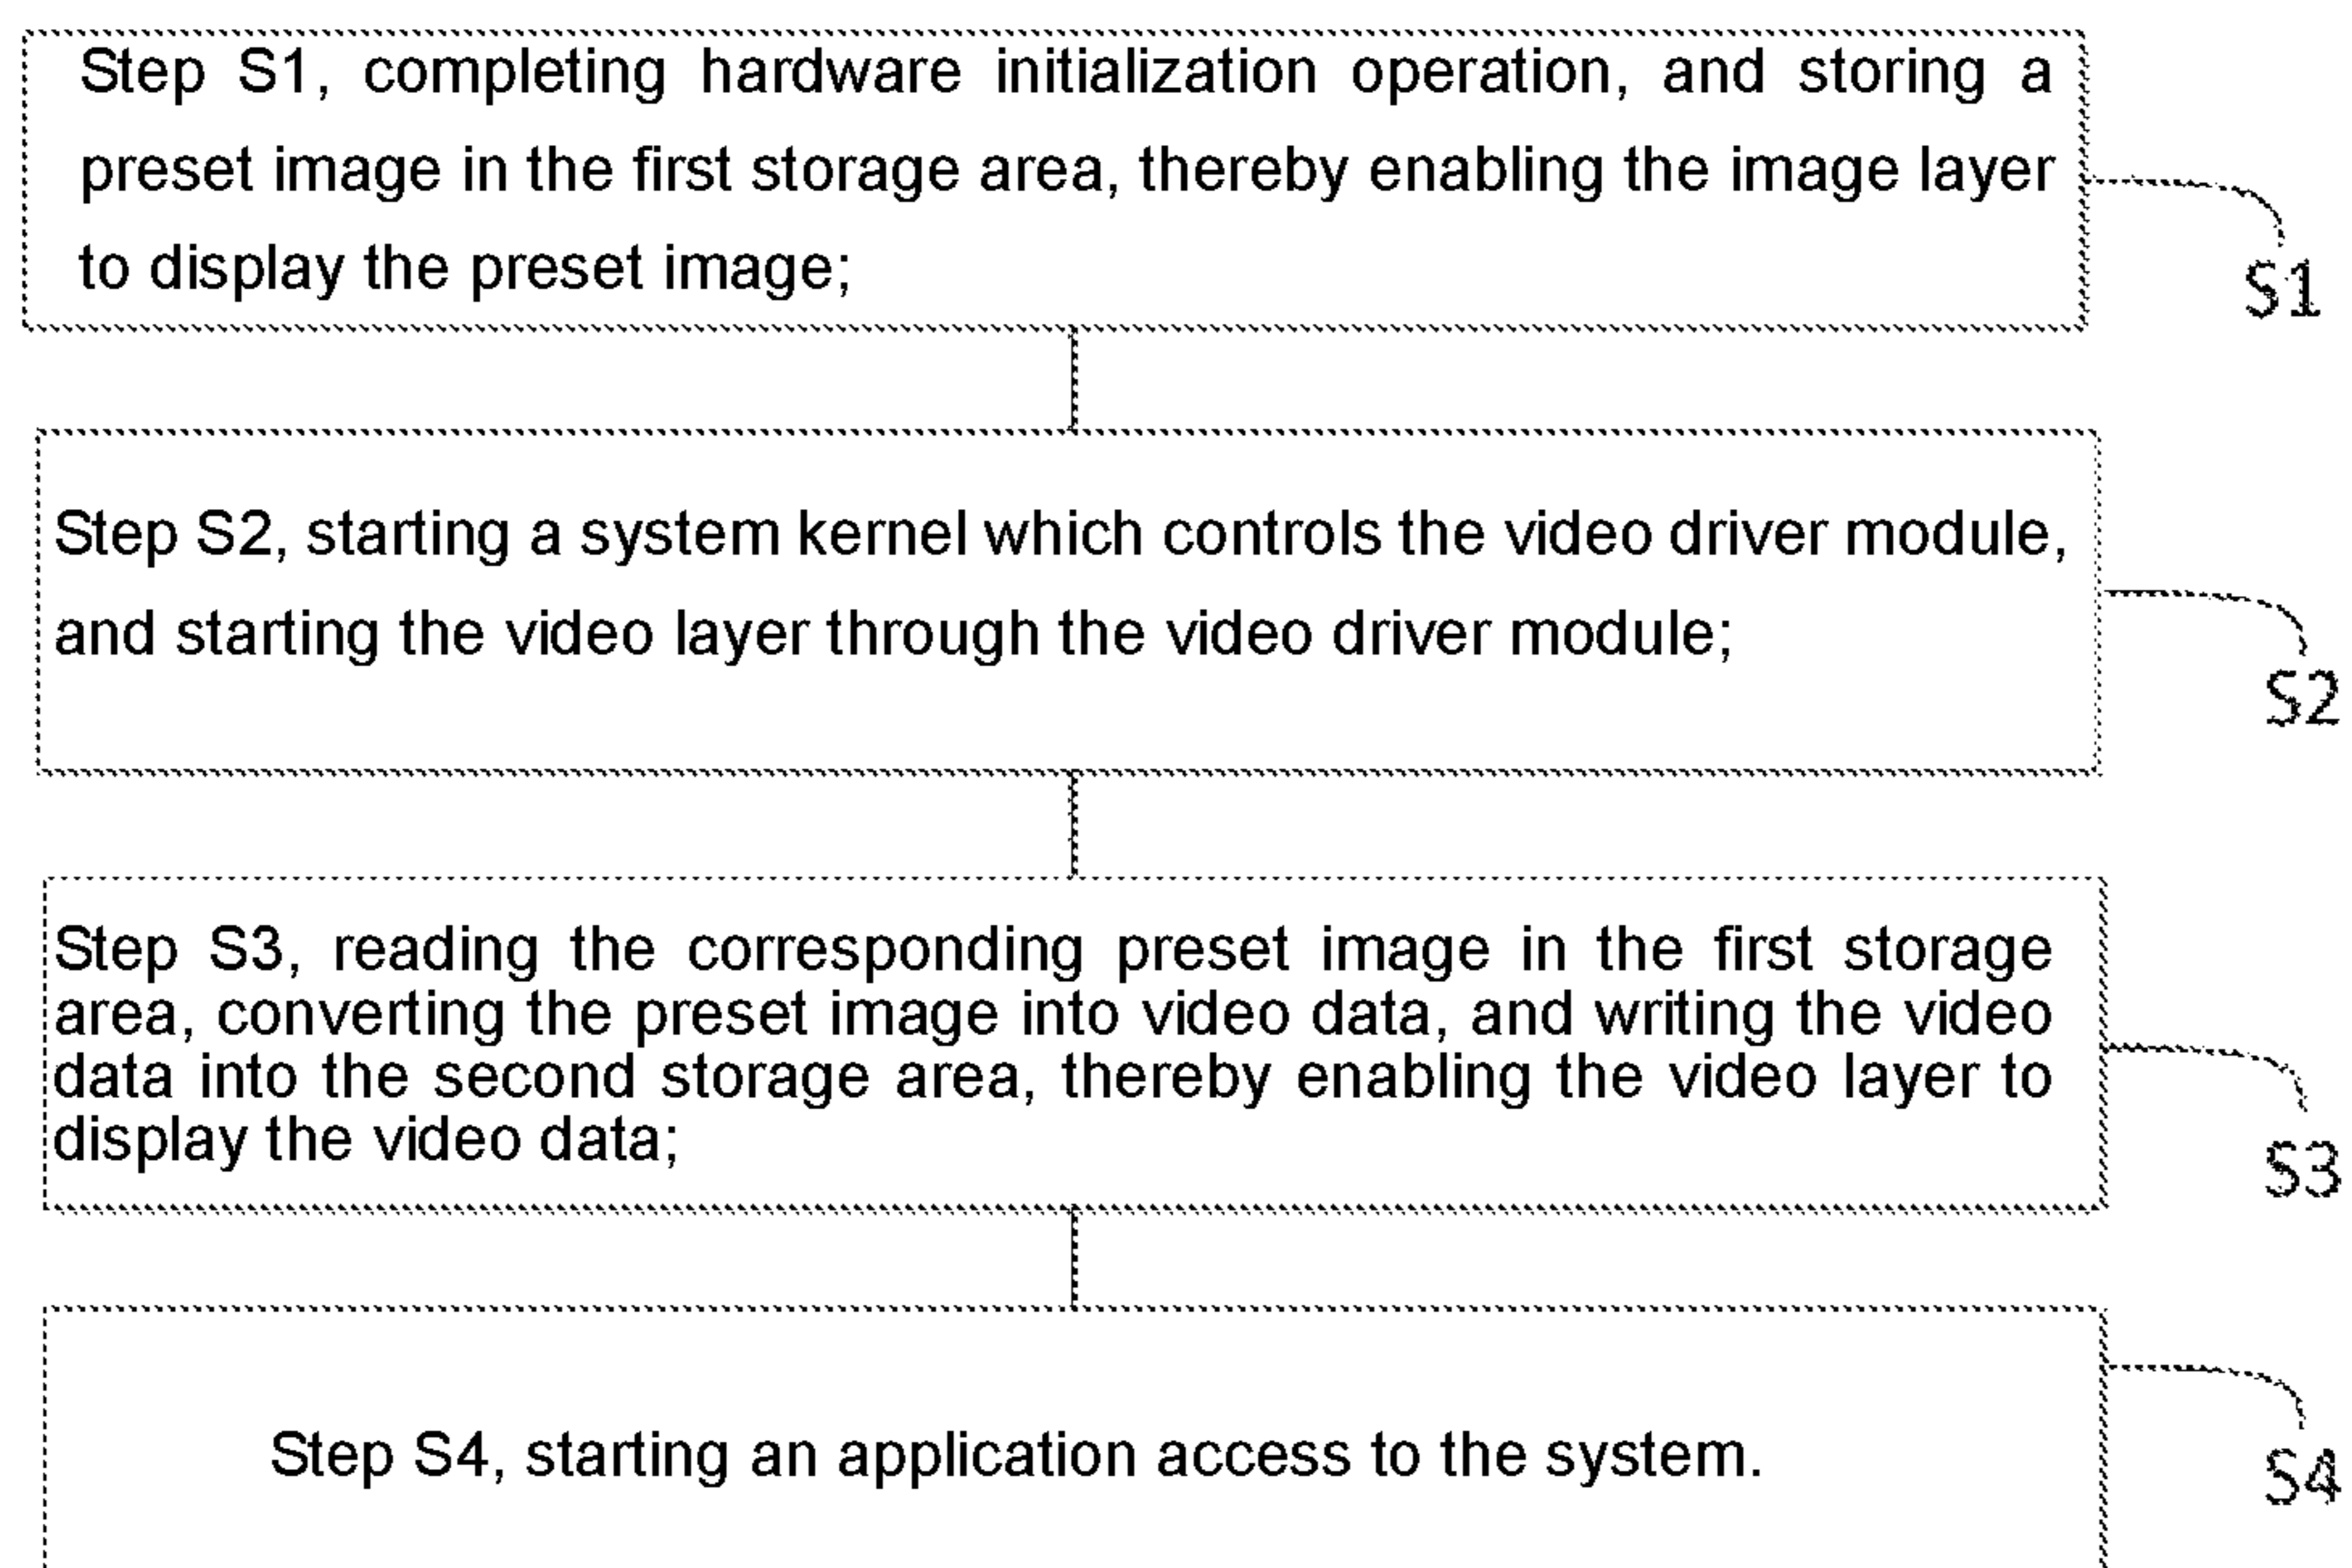 Step S1, completing hardware initialization operation, and storing a
preset image in the first storage area, thereby enabling the image layer
to display the preset image;
S1
Step S2, starting a system kernel which controls the video driver module,
and starting the video layer through the video driver module;
S2
Step S3, reading the corresponding preset image in the first storage
area, converting the preset image into video data, and writing the video
data into the second storage area, thereby enabling the video layer to
display the video data;
S3
Step S4, starting an application access to the system.
S4